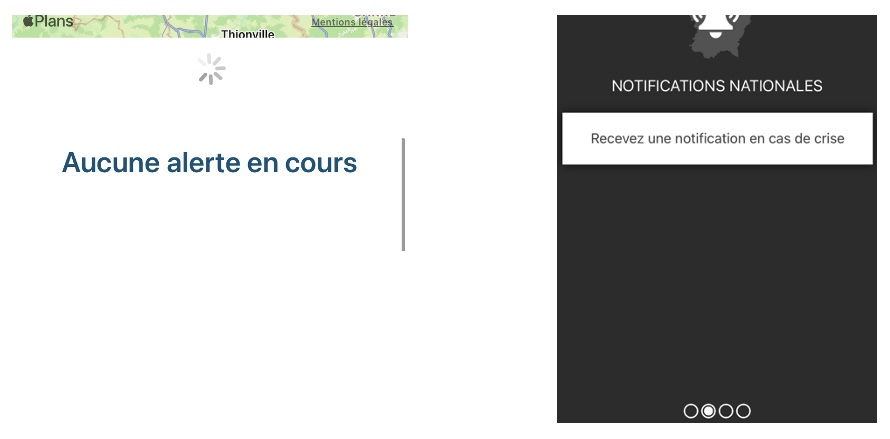 Plans
Thionville
Mentions légales
Aucune alerte en cours
NOTIFICATIONS NATIONALES
Recevez une notification en cas de crise